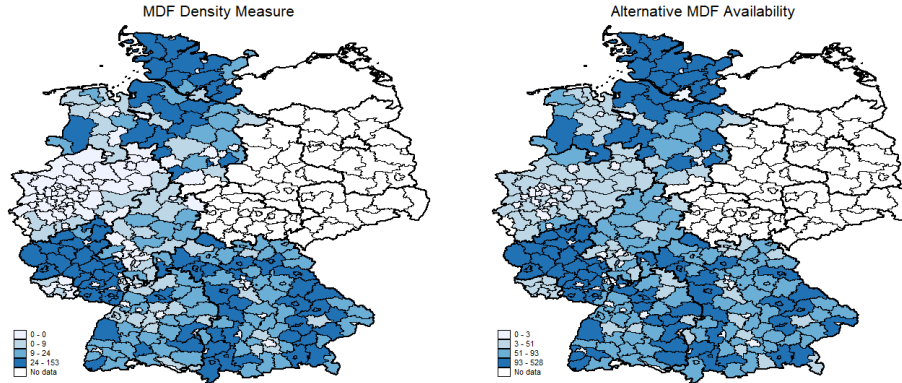 MDF Density Measure
0 - 0
0 - 9
9 - 24
24 - 153
No data
Alternative MDF Availability
0 - 3
3 - 51
51 - 93
93 - 528
No data